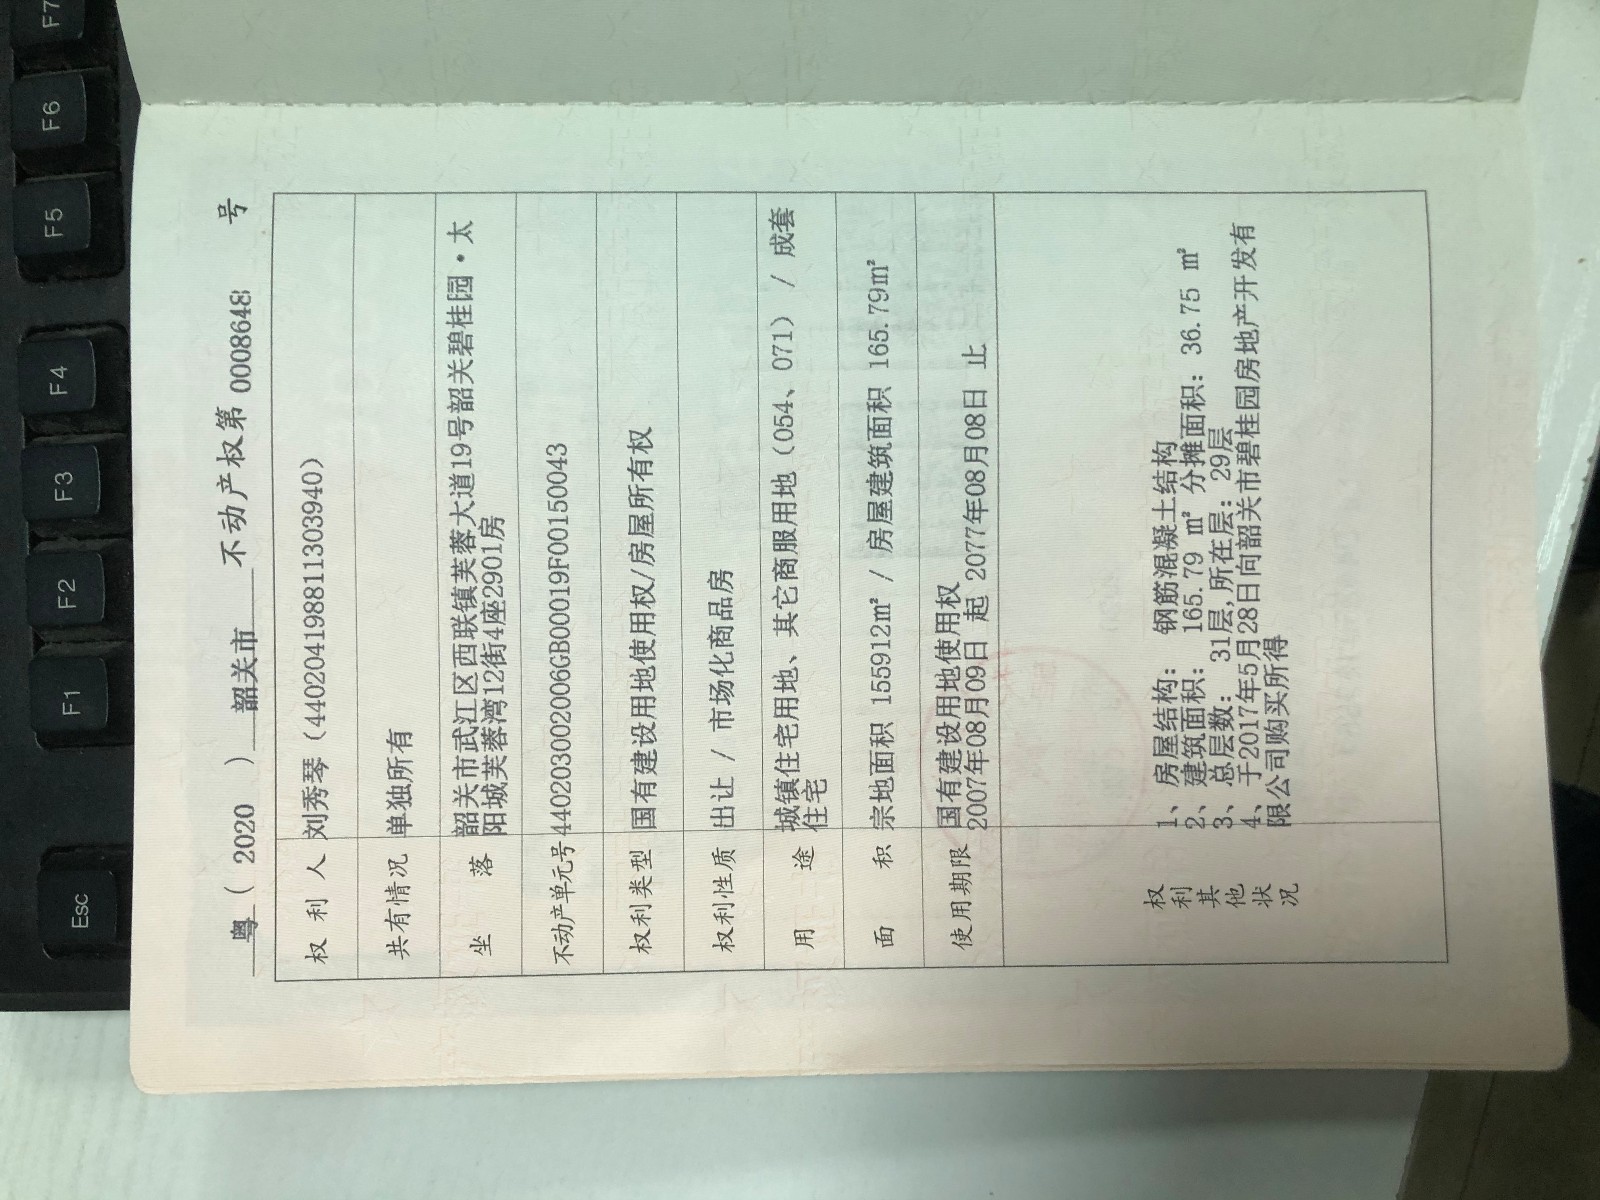 粤（ 2020 ） 韶关市 不动产权第 0008648 号
权利人 刘秀琴（440204198811303940）
共有情况 单独所有
坐落 韶关市武江区西联镇芙蓉大道19号韶关碧桂园·太
阳城芙蓉湾12街4座2901房
不动产单元号 440203002006GB00019F00150043
权利类型 国有建设用地使用权/房屋所有权
权利性质 出让 / 市场化商品房
用途 城镇住宅用地、其它商服用地（054、071） / 成套
住宅
面积 宗地面积 155912㎡ / 房屋建筑面积 165.79㎡
使用期限 国有建设用地使用权
2007年08月09日 起 2077年08月08日 止
权利其他状况
1、房屋结构： 钢筋混凝土结构
2、建筑面积： 165.79 ㎡ 分摊面积：36.75 ㎡
3、总层数： 31层,所在层：29层
4、于2017年5月28日向韶关市碧桂园房地产开发有
限公司购买所得
Esc
F1
F2
F3
F4
F5
F6
F7